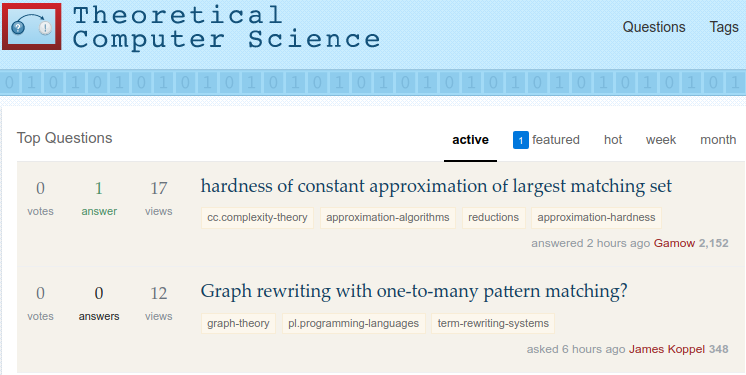 Theoretical
Computer Science
Questions Tags
0 1 0 1 0 1 0 1 0 1 0 1 0 1 0 1 0 1 0 1 0 1 0 1 0 1 0 1 0 1 0 1 0 1 0 1
Top Questions active 1 featured hot week month
0 1 17 hardness of constant approximation of largest matching set
votes answer views cc.complexity-theory approximation-algorithms reductions approximation-hardness
answered 2 hours ago Gamow 2,152
0 0 12 Graph rewriting with one-to-many pattern matching?
votes answers views graph-theory pl.programming-languages term-rewriting-systems
asked 6 hours ago James Koppel 348